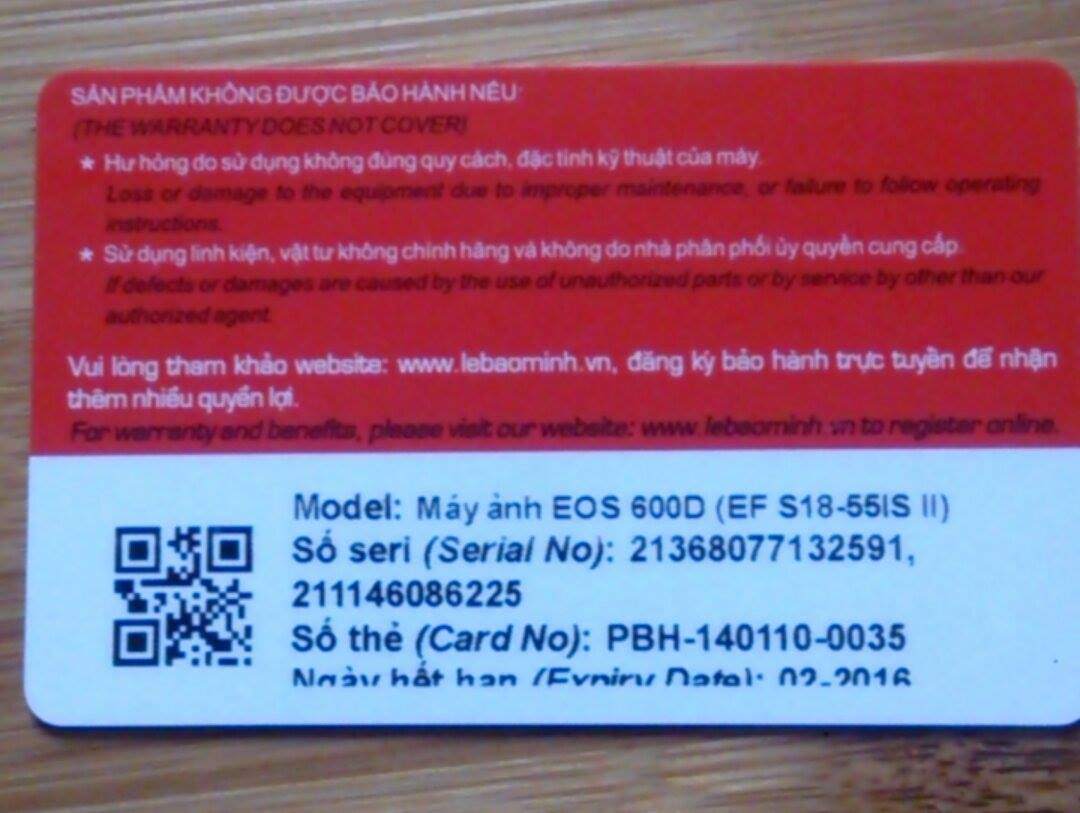 SẢN PHẨM KHÔNG ĐƯỢC BẢO HÀNH NẾU:
(THE WARRANTY DOES NOT COVER)
* Hư hỏng do sử dụng không đúng quy cách, đặc tính kỹ thuật của máy.
Loss or damage to the equipment due to improper maintenance, or failure to follow operating
instructions.
* Sử dụng linh kiện, vật tư không chính hãng và không do nhà phân phối ủy quyền cung cấp.
If defects or damages are caused by the use of unauthorized parts or by service by other than our
authorized agent.
Vui lòng tham khảo website: www.lebaominh.vn, đăng ký bảo hành trực tuyến để nhận
thêm nhiều quyền lợi.
For warranty and benefits, please visit our website: www.lebaominh.vn to register online.
Model: Máy ảnh EOS 600D (EF S18-55IS II)
Số seri (Serial No): 21368077132591,
211146086225
Số thẻ (Card No): PBH-140110-0035
Ngày hết hạn (Expiry Date): 02-2016